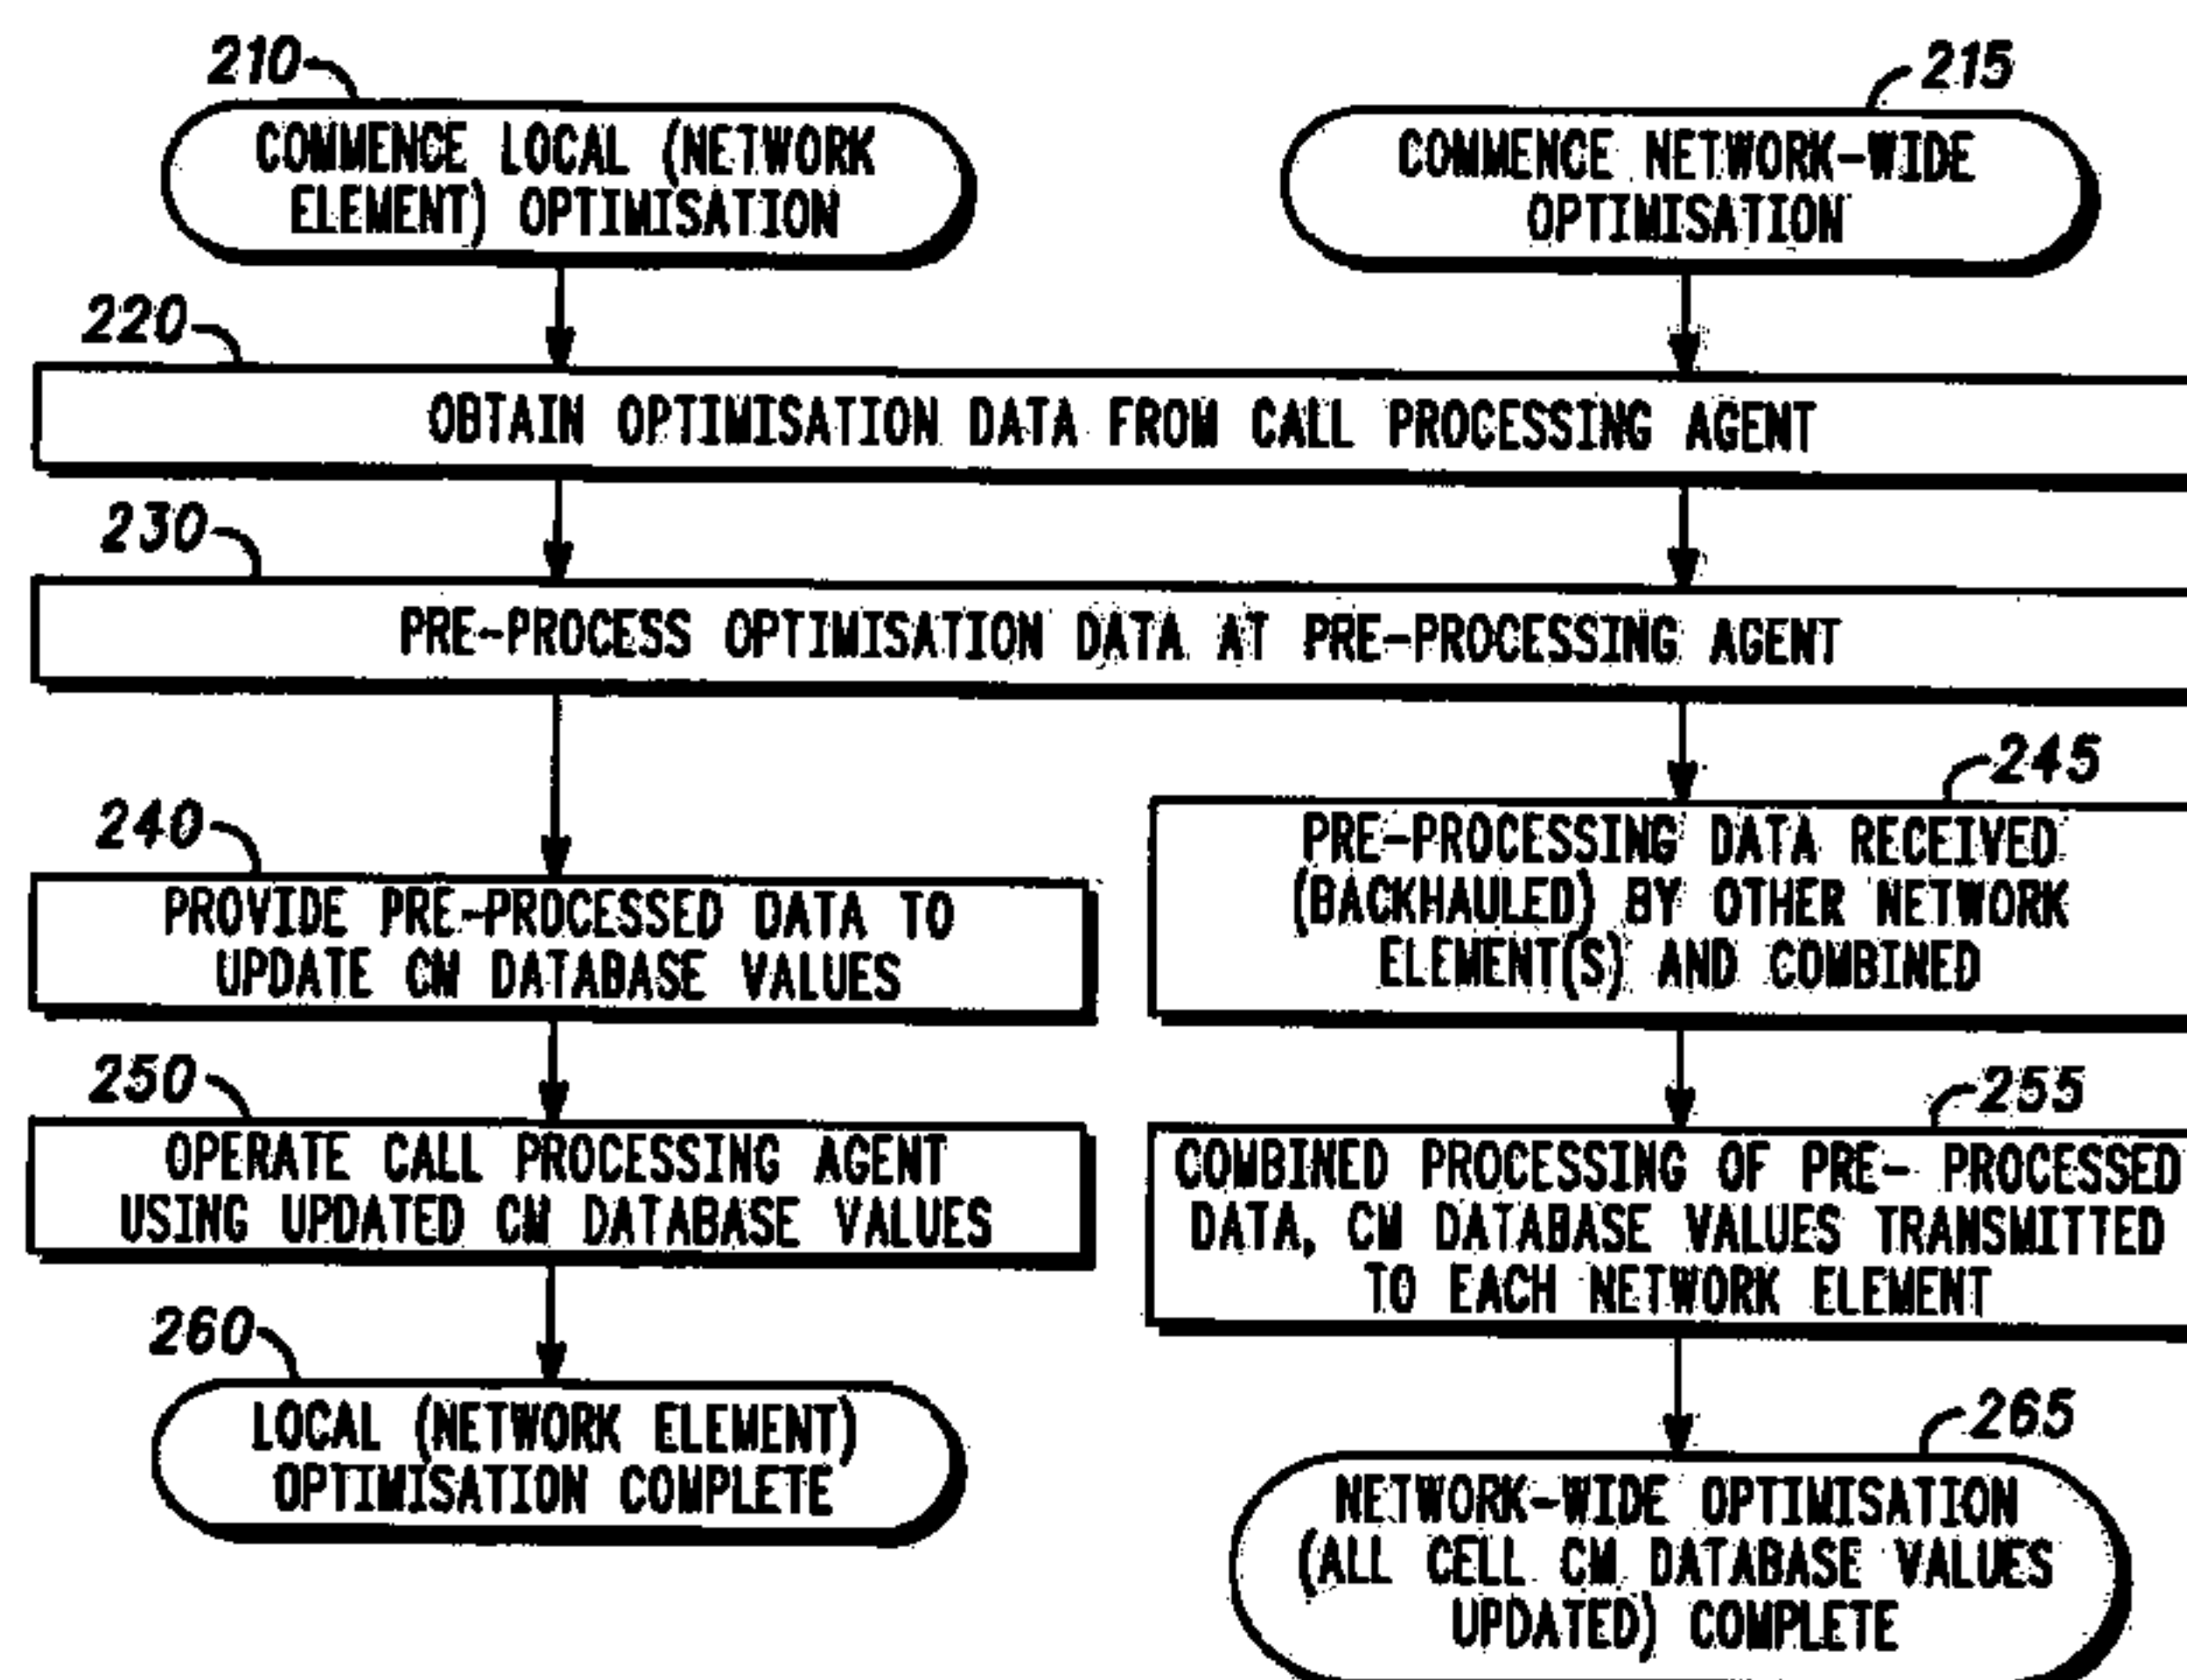 210
COMMENCE LOCAL (NETWORK
ELEMENT) OPTIMISATION
215
COMMENCE NETWORK-WIDE
OPTIMISATION
220
OBTAIN OPTIMISATION DATA FROM CALL PROCESSING AGENT
230
PRE-PROCESS OPTIMISATION DATA AT PRE-PROCESSING AGENT
240
PROVIDE PRE-PROCESSED DATA TO
UPDATE CM DATABASE VALUES
245
PRE-PROCESSING DATA RECEIVED
(BACKHAULED) BY OTHER NETWORK
ELEMENT(S) AND COMBINED
250
OPERATE CALL PROCESSING AGENT
USING UPDATED CM DATABASE VALUES
255
COMBINED PROCESSING OF PRE- PROCESSED
DATA, CM DATABASE VALUES TRANSMITTED
TO EACH NETWORK ELEMENT
260
LOCAL (NETWORK ELEMENT)
OPTIMISATION COMPLETE
265
NETWORK-WIDE OPTIMISATION
(ALL CELL CM DATABASE VALUES
UPDATED) COMPLETE